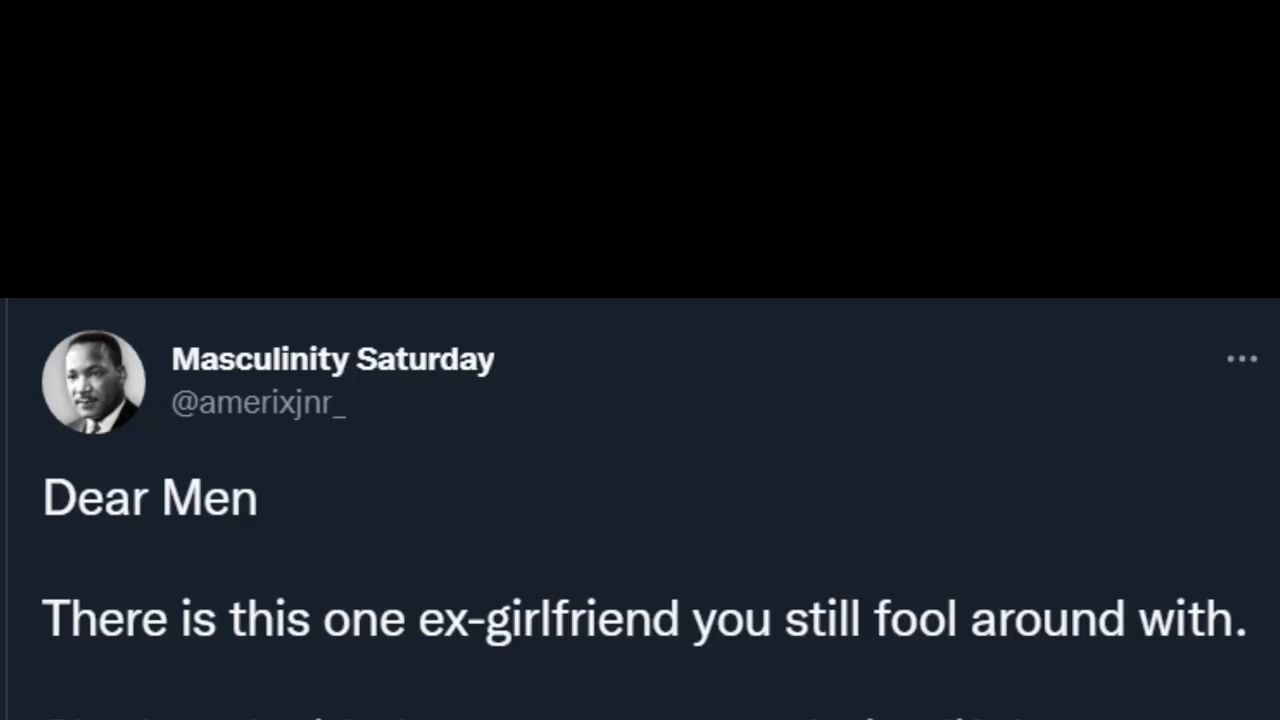 Masculinity Saturday
@amerixjnr_
Dear Men
There is this one ex-girlfriend you still fool around with.